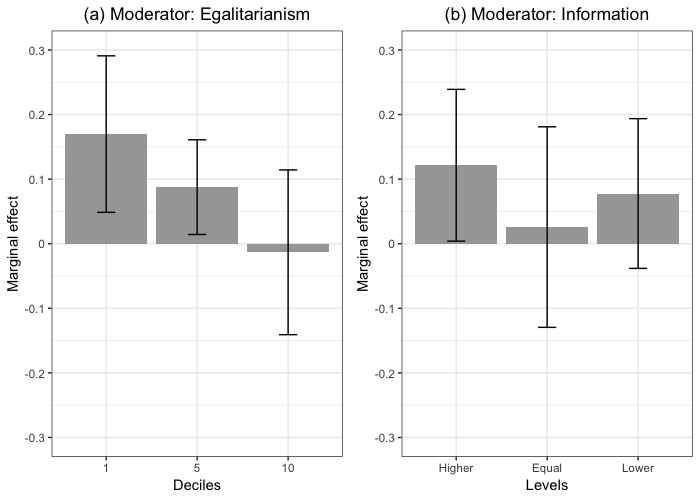 (a) Moderator: Egalitarianism
Marginal effect
0.3
0.2
0.1
0
-0.1
-0.2
-0.3
1 5 10
Deciles
(b) Moderator: Information
Marginal effect
0.3
0.2
0.1
0
-0.1
-0.2
-0.3
Higher Equal Lower
Levels